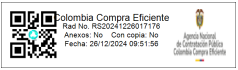 Colombia Compra Eficiente
Rad No. RS20241226017176
Anexos: No Con copia: No
Fecha: 26/12/2024 09:51:56
Agencia Nacional
de Contratación Pública
Colombia Compra Eficiente